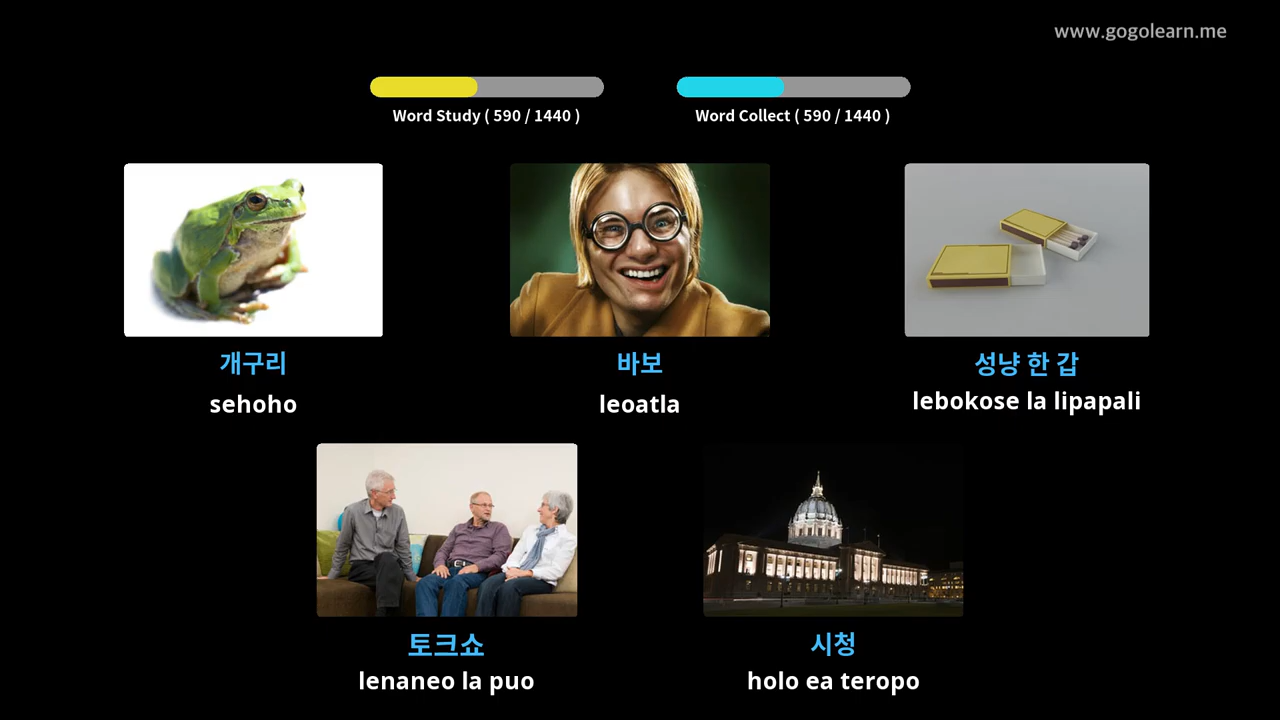 www.gogolearn.me
Word Study ( 590 / 1440 )
Word Collect ( 590 / 1440 )
개구리
sehoho
바보
leoatla
성냥 한 갑
lebokose la lipapali
토크쇼
lenaneo la puo
시청
holo ea teropo